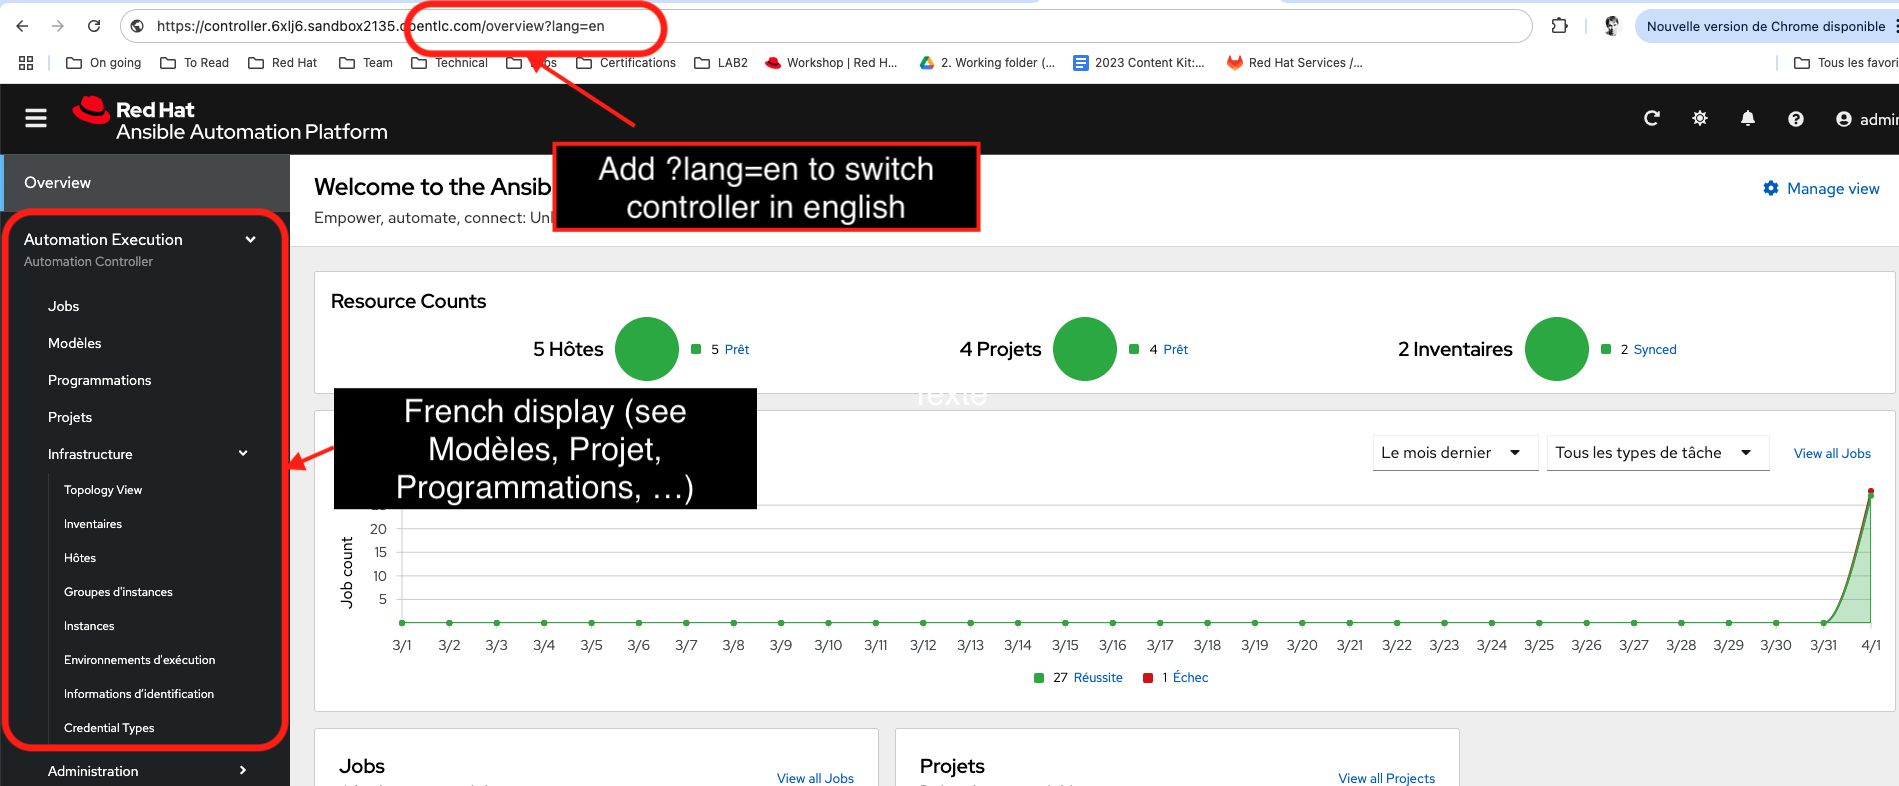 https://controller.6xlj6.sandbox2135.opentlc.com/overview?lang=en
Nouvelle version de Chrome disponible
On going
To Read
Red Hat
Team
Technical
Certifications
LAB2
Workshop | Red H...
2. Working folder (...
2023 Content Kit:...
Red Hat Services /...
Tous les favori
Red Hat
Ansible Automation Platform
admin
Overview
Automation Execution
Automation Controller
Jobs
Modèles
Programmations
Projets
Infrastructure
Topology View
Inventaires
Hôtes
Groupes d'instances
Instances
Environnements d'exécution
Informations d’identification
Credential Types
Administration
Welcome to the Ansib
Empower, automate, connect:
Add ?lang=en to switch
controller in english
Manage view
Resource Counts
5 Hôtes
5 Prêt
4 Projets
4 Prêt
2 Inventaires
2 Synced
Texte
French display (see
Modèles, Projet,
Programmations, ...)
Le mois dernier
Tous les types de tâche
View all Jobs
Job count
20
15
10
5
3/1 3/2 3/3 3/4 3/5 3/6 3/7 3/8 3/9 3/10 3/11 3/12 3/13 3/14 3/15 3/16 3/17 3/18 3/19 3/20 3/21 3/22 3/23 3/24 3/25 3/26 3/27 3/28 3/29 3/30 3/31 4/1
27 Réussite
1 Échec
Jobs
View all Jobs
Projets
View all Projects